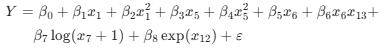 Y = β₀ + β₁x₁ + β₂x₁² + β₃x₅ + β₄x₅² + β₅x₆ + β₆x₆x₁₃+
β₇ log(x₇ + 1) + β₈ exp(x₁₂) + ε